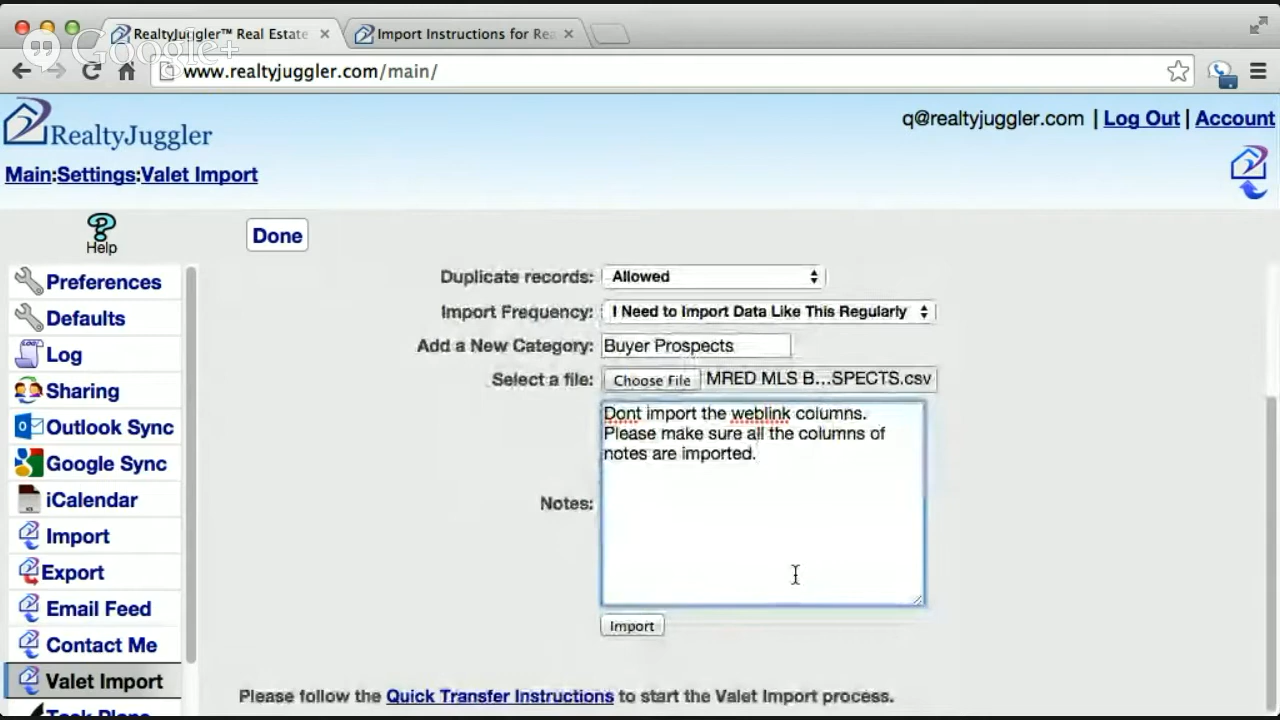 RealtyJuggler™ Real Estate
Import Instructions for Re
Google+
www.realtyjuggler.com/main/
RealtyJuggler
q@realtyjuggler.com | Log Out | Account
Main:Settings:Valet Import
Help
Done
Preferences
Defaults
Log
Sharing
Outlook Sync
Google Sync
iCalendar
Import
Export
Email Feed
Contact Me
Valet Import
Task Plans
Duplicate records: Allowed
Import Frequency: I Need to Import Data Like This Regularly
Add a New Category: Buyer Prospects
Select a file: Choose File MRED MLS B...SPECTS.csv
Notes:
Dont import the weblink columns.
Please make sure all the columns of
notes are imported.
Import
Please follow the Quick Transfer Instructions to start the Valet Import process.